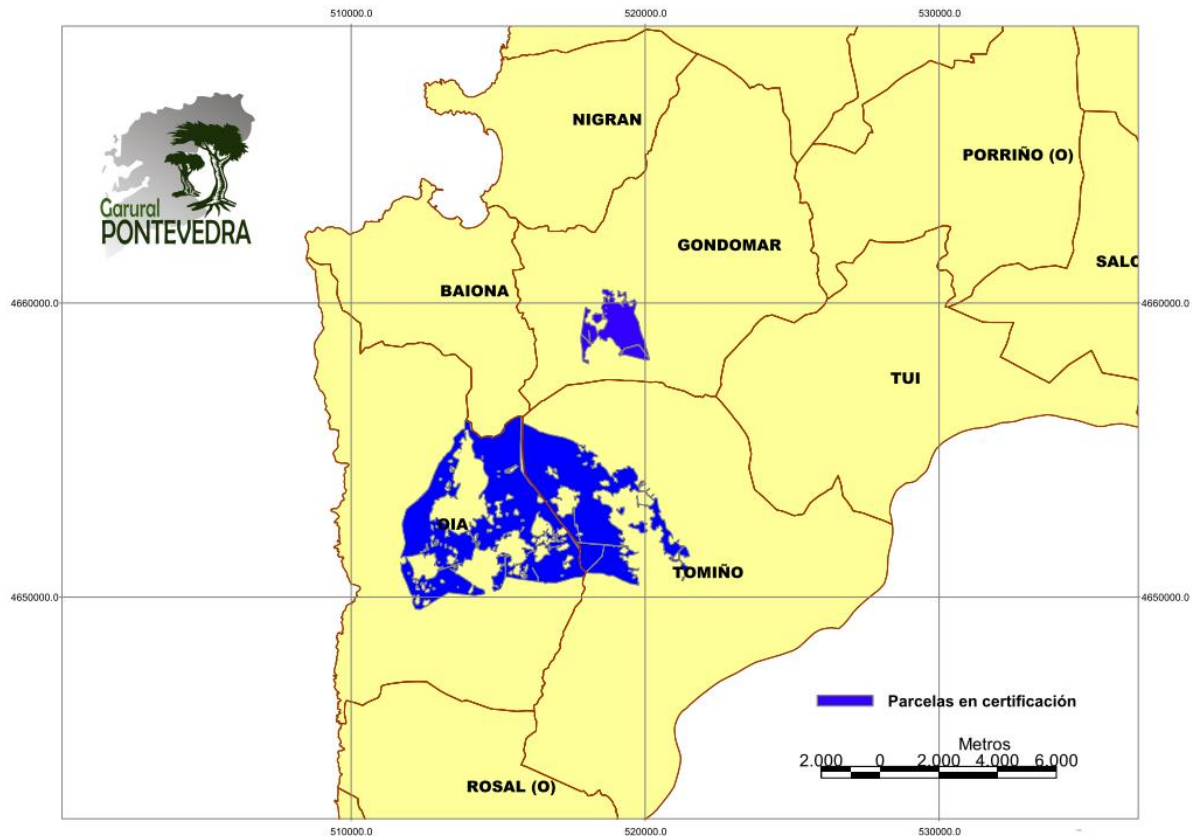 510000.0 520000.0 530000.0
NIGRAN
PORRIÑO (O)
Garural
PONTEVEDRA
GONDOMAR
SALC
BAIONA
4660000.0 4660000.0
TUI
OIA
TOMIÑO
4650000.0 4650000.0
Parcelas en certificación
Metros
2.000 0 2.000 4.000 6.000
ROSAL (O)
510000.0 520000.0 530000.0